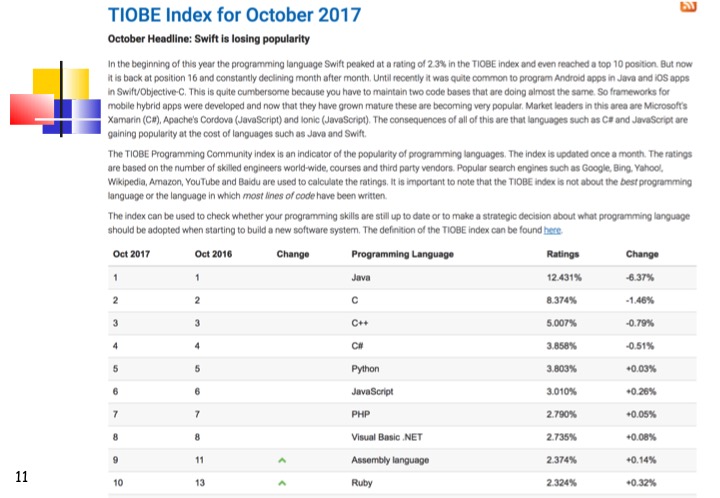 TIOBE Index for October 2017
October Headline: Swift is losing popularity
In the beginning of this year the programming language Swift peaked at a rating of 2.3% in the TIOBE index and even reached a top 10 position. But now
it is back at position 16 and constantly declining month after month. Until recently it was quite common to program Android apps in Java and iOS apps
in Swift/Objective-C. This is quite cumbersome because you have to maintain two code bases that are doing almost the same. So frameworks for
mobile hybrid apps were developed and now that they have grown mature these are becoming very popular. Market leaders in this area are Microsoft's
Xamarin (C#), Apache's Cordova (JavaScript) and Ionic (JavaScript). The consequences of all of this are that languages such as C# and JavaScript are
gaining popularity at the cost of languages such as Java and Swift.
The TIOBE Programming Community index is an indicator of the popularity of programming languages. The index is updated once a month. The ratings
are based on the number of skilled engineers world-wide, courses and third party vendors. Popular search engines such as Google, Bing, Yahoo!,
Wikipedia, Amazon, YouTube and Baidu are used to calculate the ratings. It is important to note that the TIOBE index is not about the best programming
language or the language in which most lines of code have been written.
The index can be used to check whether your programming skills are still up to date or to make a strategic decision about what programming language
should be adopted when starting to build a new software system. The definition of the TIOBE index can be found here.
Oct 2017 Oct 2016 Change Programming Language Ratings Change
1 1 Java 12.431% -6.37%
2 2 C 8.374% -1.46%
3 3 C++ 5.007% -0.79%
4 4 C# 3.858% -0.51%
5 5 Python 3.803% +0.03%
6 6 JavaScript 3.010% +0.26%
7 7 PHP 2.790% +0.05%
8 8 Visual Basic .NET 2.735% +0.08%
9 11 Assembly language 2.374% +0.14%
10 13 Ruby 2.324% +0.32%
11